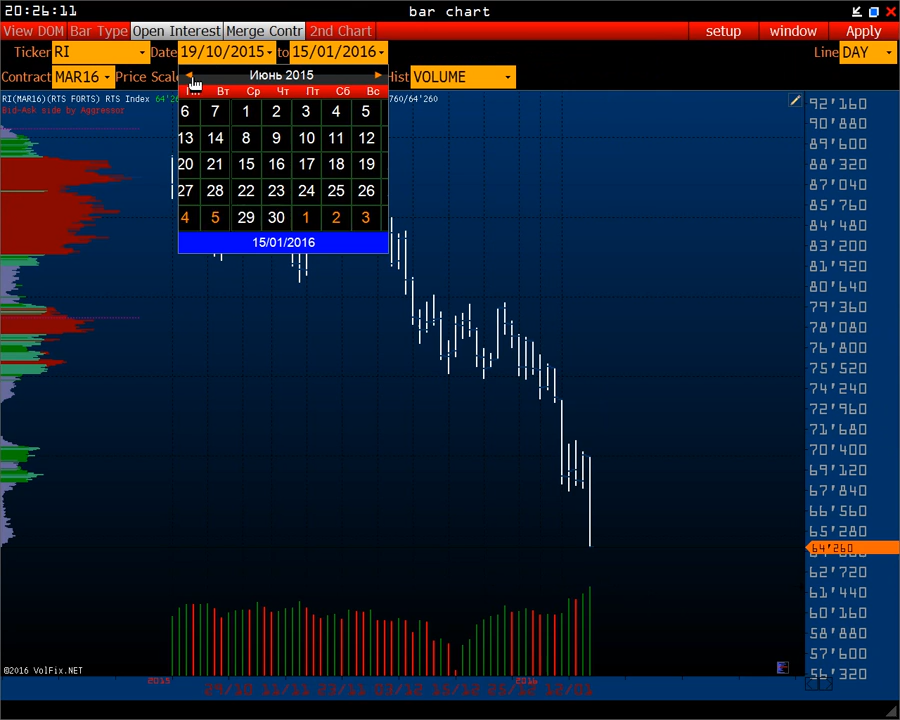 20:26:11 bar chart
View DOM Bar Type Open Interest Merge Contr 2nd Chart setup window Apply
Ticker RI Date 19/10/2015 to 15/01/2016 Line DAY
Contract MAR16 Price Scale Hist VOLUME
Июнь 2015
Пн Вт Ср Чт Пт Сб Вс
6 7 1 2 3 4 5
13 14 8 9 10 11 12
20 21 15 16 17 18 19
27 28 22 23 24 25 26
4 5 29 30 1 2 3
15/01/2016
RI(MAR16)(RTS FORTS) RTS Index 760/64'260
Bid-Ask side by Aggressor
92'160
90'880
89'600
88'320
87'040
85'760
84'480
83'200
81'920
80'640
79'360
78'080
76'800
75'520
74'240
72'960
71'680
70'400
69'120
67'840
66'560
65'280
64'260
62'720
61'440
60'160
58'880
57'600
56'320
©2016 VolFix.NET
2015 2016
29/10 11/11 23/11 03/12 12/01